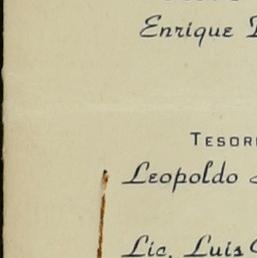 Enrique
TESOR
Leopoldo
Lic. Luis